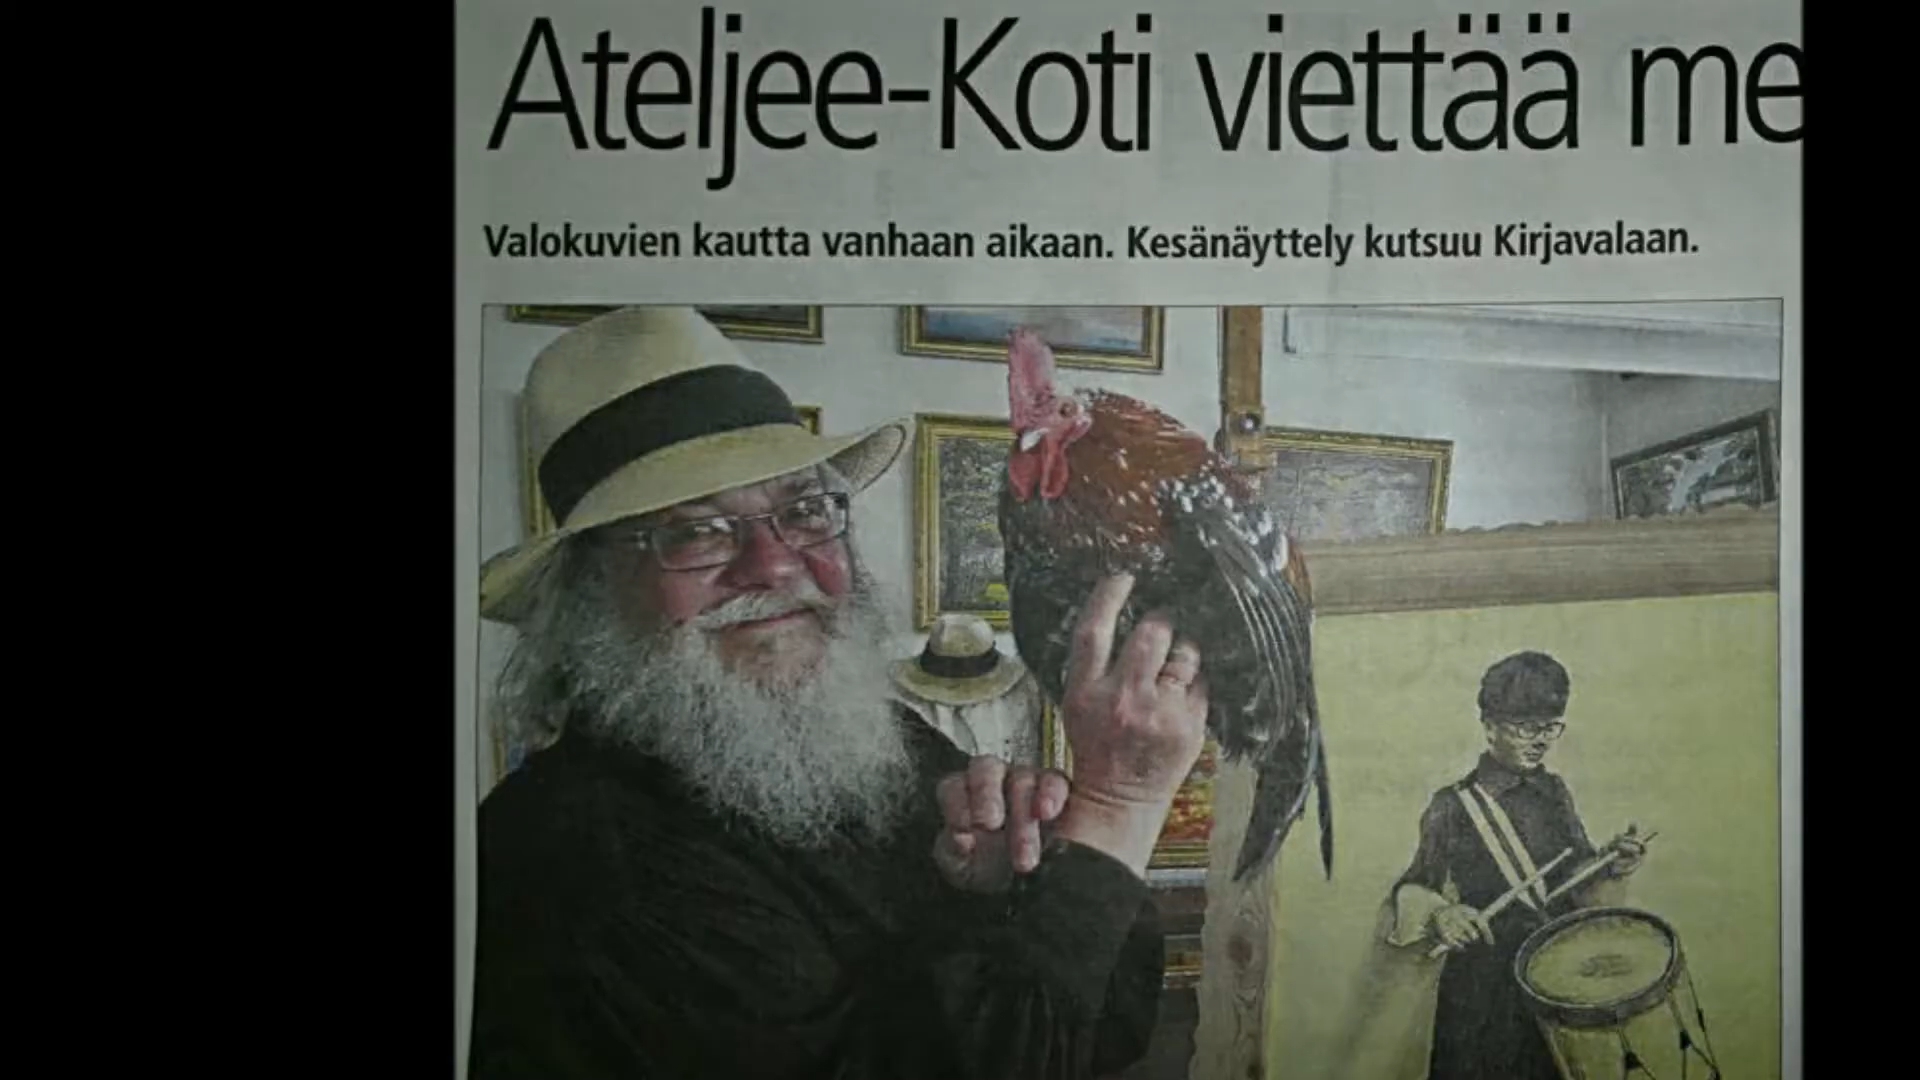 Ateljee-Koti viettää me
Valokuvien kautta vanhaan aikaan. Kesänäyttely kutsuu Kirjavalaan.